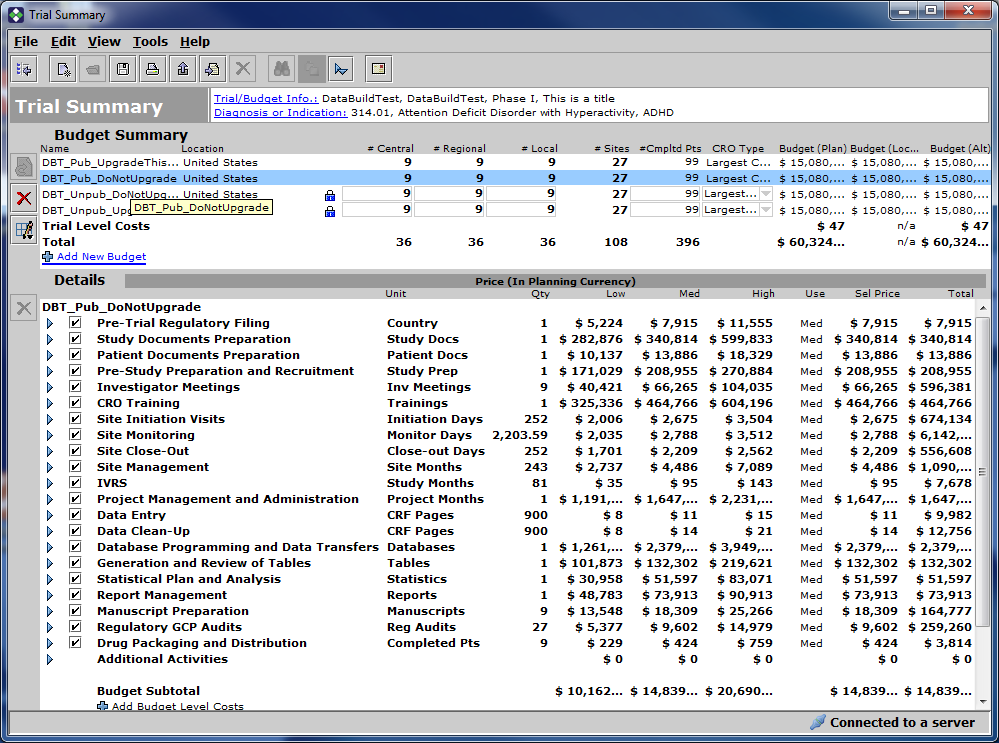 Trial Summary
File Edit View Tools Help
Trial Summary
Trial/Budget Info.: DataBuildTest, DataBuildTest, Phase I, This is a title
Diagnosis or Indication: 314.01, Attention Deficit Disorder with Hyperactivity, ADHD
Budget Summary
Name Location # Central # Regional # Local # Sites #Cmpltd Pts CRO Type Budget (Plan) Budget (Loc... Budget (Alt)
DBT_Pub_UpgradeThis... United States 9 9 9 27 99 Largest C... $ 15,080,... $ 15,080,... $ 15,080,...
DBT_Pub_DoNotUpgrade United States 9 9 9 27 99 Largest C... $ 15,080,... $ 15,080,... $ 15,080,...
DBT_Unpub_DoNotUpg... United States 9 9 9 27 99 Largest... $ 15,080,... $ 15,080,... $ 15,080,...
DBT_Unpub_Upg 9 9 9 27 99 Largest... $ 15,080,... $ 15,080,... $ 15,080,...
DBT_Pub_DoNotUpgrade
Trial Level Costs $ 47 n/a $ 47
Total 36 36 36 108 396 $ 60,324... n/a $ 60,324...
Add New Budget
Details Price (In Planning Currency)
Unit Qty Low Med High Use Sel Price Total
DBT_Pub_DoNotUpgrade
Pre-Trial Regulatory Filing Country 1 $ 5,224 $ 7,915 $ 11,555 Med $ 7,915 $ 7,915
Study Documents Preparation Study Docs 1 $ 282,876 $ 340,814 $ 599,833 Med $ 340,814 $ 340,814
Patient Documents Preparation Patient Docs 1 $ 10,137 $ 13,886 $ 18,329 Med $ 13,886 $ 13,886
Pre-Study Preparation and Recruitment Study Prep 1 $ 171,029 $ 208,955 $ 270,884 Med $ 208,955 $ 208,955
Investigator Meetings Inv Meetings 9 $ 40,421 $ 66,265 $ 104,035 Med $ 66,265 $ 596,381
CRO Training Trainings 1 $ 325,336 $ 464,766 $ 604,196 Med $ 464,766 $ 464,766
Site Initiation Visits Initiation Days 252 $ 2,006 $ 2,675 $ 3,504 Med $ 2,675 $ 674,134
Site Monitoring Monitor Days 2,203.59 $ 2,035 $ 2,788 $ 3,512 Med $ 2,788 $ 6,142,...
Site Close-Out Close-out Days 252 $ 1,701 $ 2,209 $ 2,562 Med $ 2,209 $ 556,608
Site Management Site Months 243 $ 2,737 $ 4,486 $ 7,089 Med $ 4,486 $ 1,090,...
IVRS Study Months 81 $ 35 $ 95 $ 143 Med $ 95 $ 7,678
Project Management and Administration Project Months 1 $ 1,191,... $ 1,647,... $ 2,231,... Med $ 1,647,... $ 1,647,...
Data Entry CRF Pages 900 $ 8 $ 11 $ 15 Med $ 11 $ 9,982
Data Clean-Up CRF Pages 900 $ 8 $ 14 $ 21 Med $ 14 $ 12,756
Database Programming and Data Transfers Databases 1 $ 1,261,... $ 2,379,... $ 3,949,... Med $ 2,379,... $ 2,379,...
Generation and Review of Tables Tables 1 $ 101,873 $ 132,302 $ 219,621 Med $ 132,302 $ 132,302
Statistical Plan and Analysis Statistics 1 $ 30,958 $ 51,597 $ 83,071 Med $ 51,597 $ 51,597
Report Management Reports 1 $ 48,783 $ 73,913 $ 90,913 Med $ 73,913 $ 73,913
Manuscript Preparation Manuscripts 9 $ 13,548 $ 18,309 $ 25,266 Med $ 18,309 $ 164,777
Regulatory GCP Audits Reg Audits 27 $ 5,377 $ 9,602 $ 14,979 Med $ 9,602 $ 259,260
Drug Packaging and Distribution Completed Pts 9 $ 229 $ 424 $ 759 Med $ 424 $ 3,814
Additional Activities $ 0 $ 0 $ 0 $ 0 $ 0
Budget Subtotal $ 10,162... $ 14,839... $ 20,690... $ 14,839... $ 14,839...
Add Budget Level Costs
Connected to a server